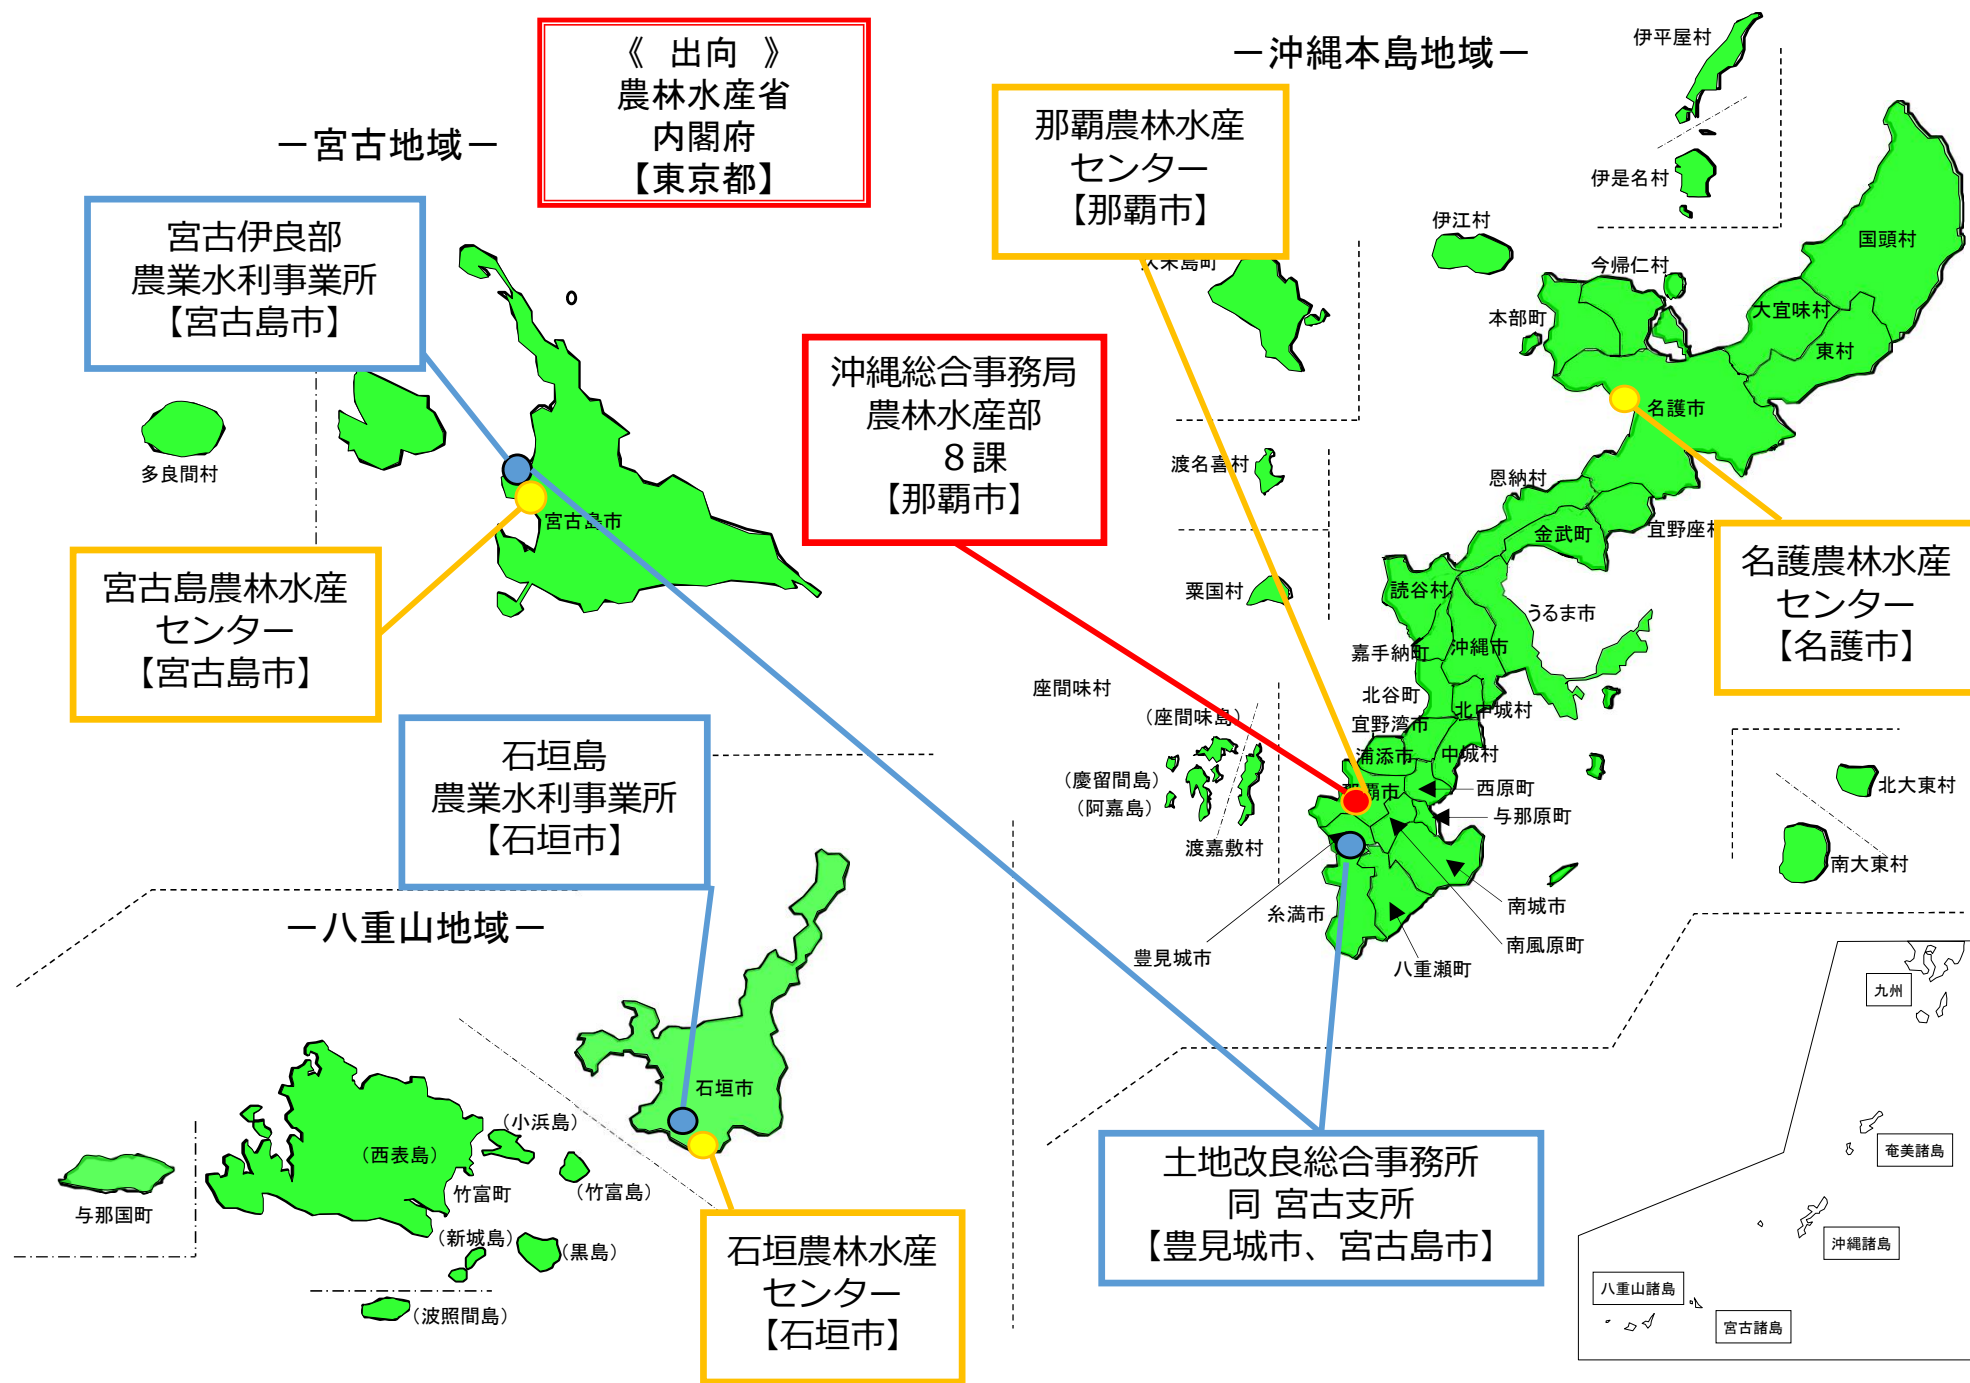 《 出向 》
農林水産省
内閣府
【東京都】
－沖縄本島地域－
－宮古地域－
宮古伊良部
農業水利事業所
【宮古島市】
那覇農林水産
センター
【那覇市】
伊平屋村
伊是名村
伊江村
国頭村
今帰仁村
大宜味村
本部町
東村
久米島町
名護市
沖縄総合事務局
農林水産部
８課
【那覇市】
多良間村
宮古島市
渡名喜村
恩納村
金武町
宜野座村
宮古島農林水産
センター
【宮古島市】
名護農林水産
センター
【名護市】
粟国村
読谷村
うるま市
嘉手納町
沖縄市
座間味村
北谷町
（座間味島）
北中城村
宜野湾市
浦添市
中城村
（慶留間島）
（阿嘉島）
那覇市
西原町
与那原町
渡嘉敷村
北大東村
南大東村
石垣島
農業水利事業所
【石垣市】
－八重山地域－
糸満市
南城市
豊見城市
南風原町
八重瀬町
九州
石垣市
（小浜島）
（西表島）
（竹富島）
竹富町
与那国町
（新城島）
（黒島）
（波照間島）
石垣農林水産
センター
【石垣市】
土地改良総合事務所
同 宮古支所
【豊見城市、宮古島市】
奄美諸島
沖縄諸島
八重山諸島
宮古諸島